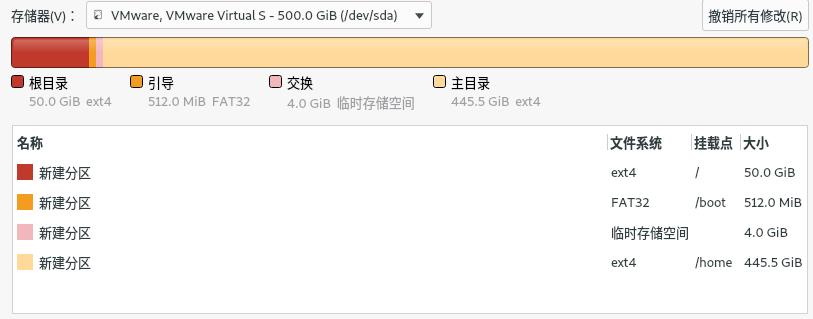 存储器(V)： VMware, VMware Virtual S - 500.0 GiB (/dev/sda) 撤销所有修改(R)
根目录 引导 交换 主目录
50.0 GiB ext4 512.0 MiB FAT32 4.0 GiB 临时存储空间 445.5 GiB ext4
名称 文件系统 挂载点 大小
新建分区 ext4 / 50.0 GiB
新建分区 FAT32 /boot 512.0 MiB
新建分区 临时存储空间 4.0 GiB
新建分区 ext4 /home 445.5 GiB